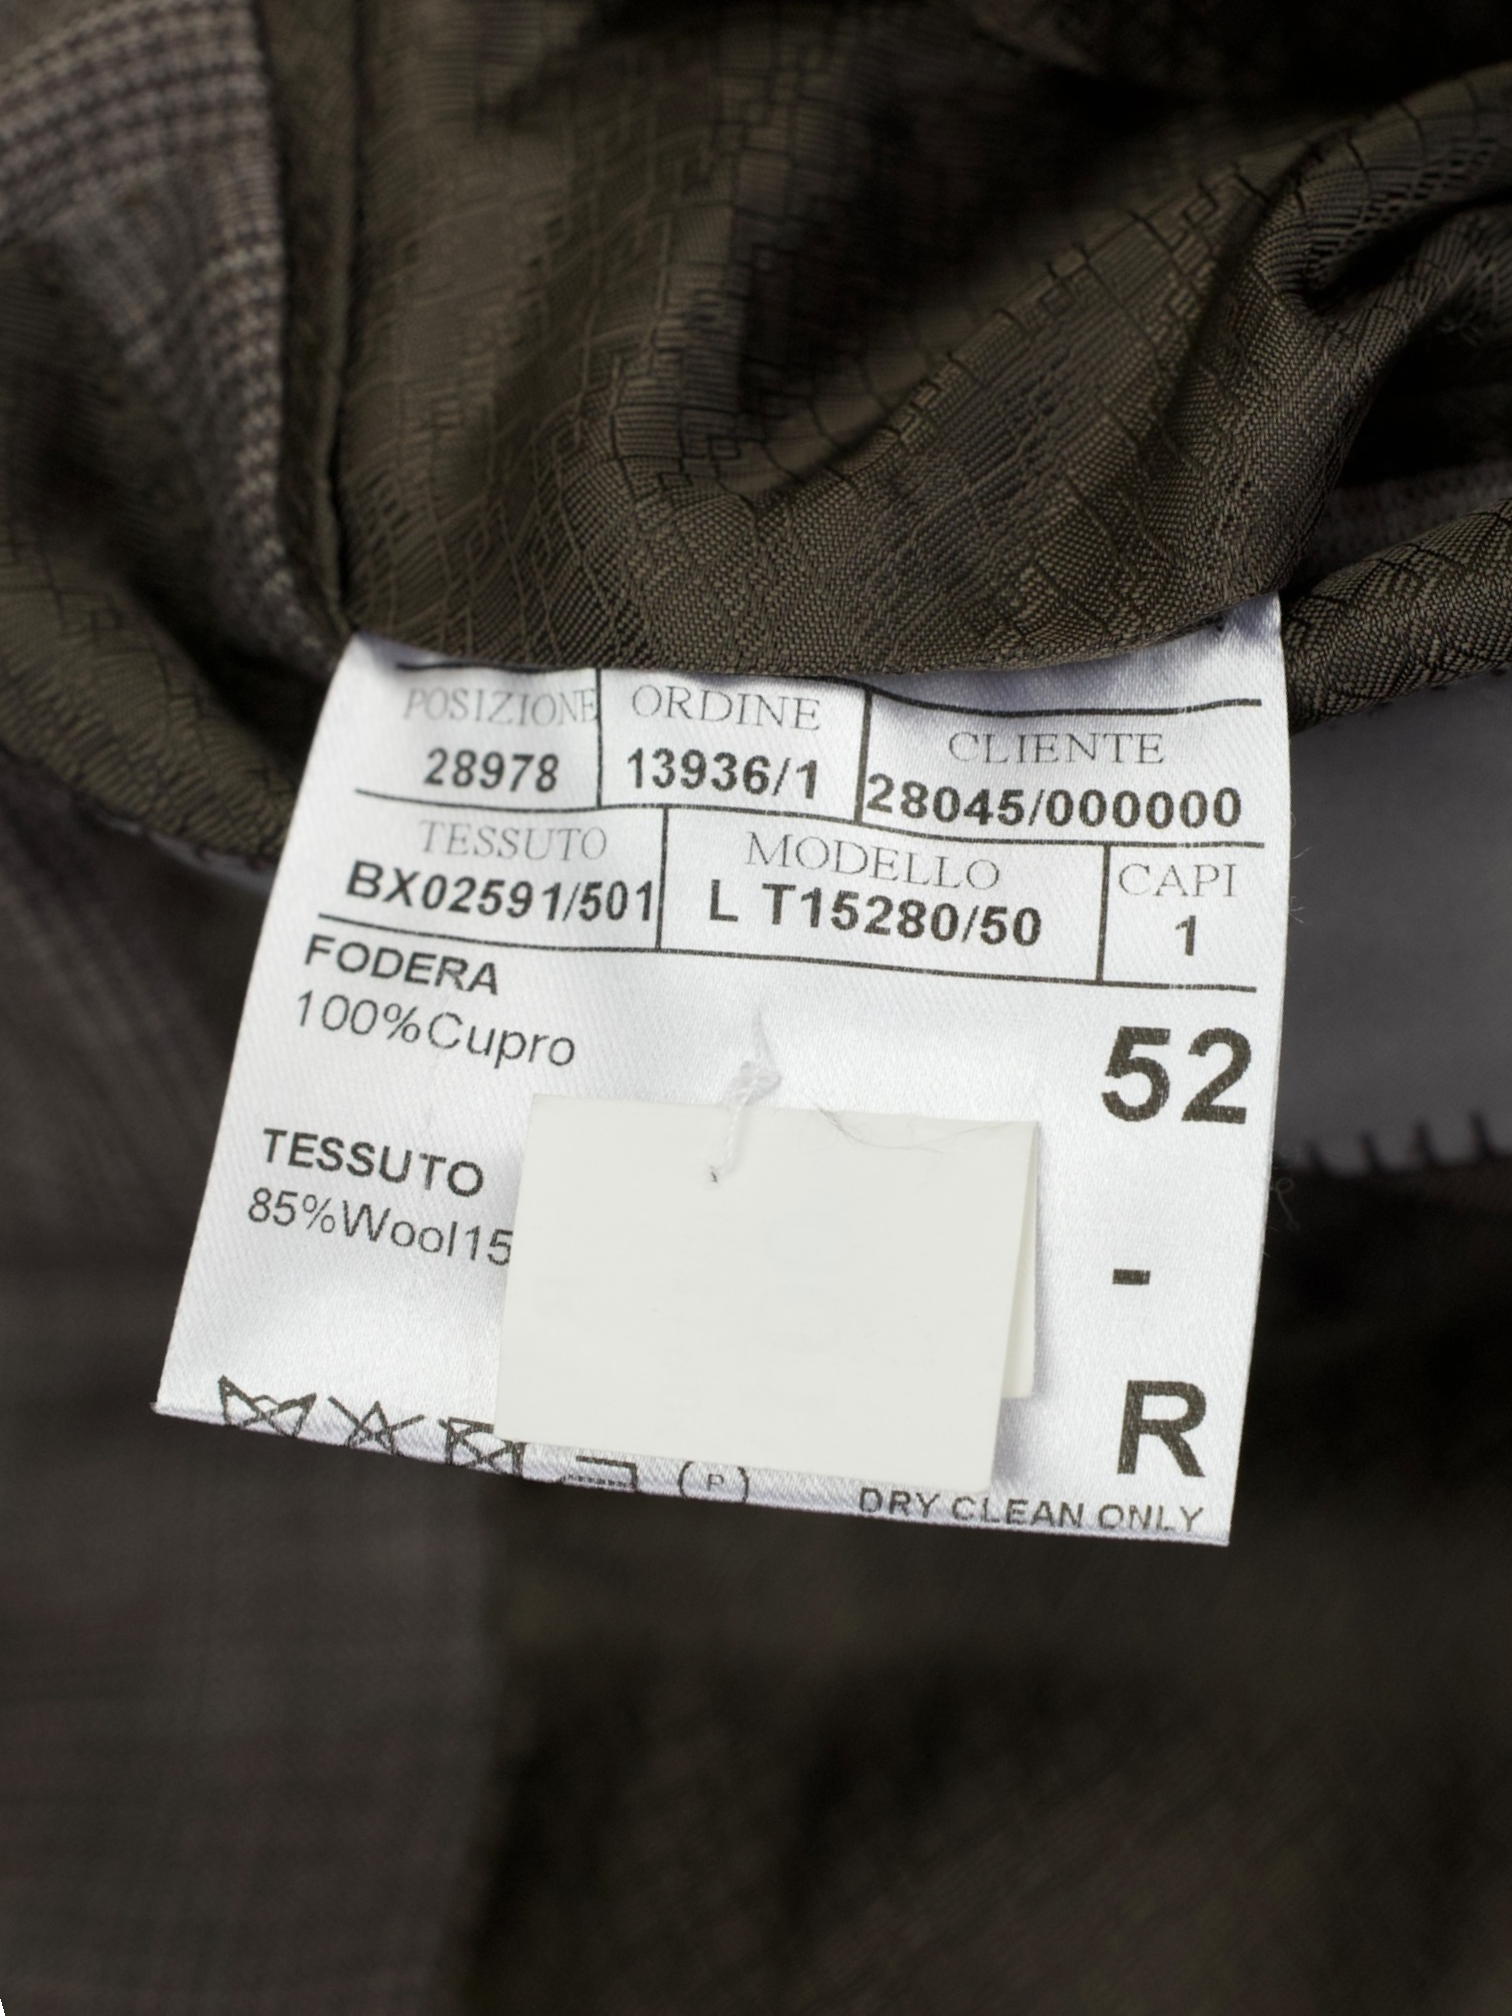 POSIZIONE ORDINE CLIENTE
28978 13936/1 28045/000000
TESSUTO MODELLO CAPI
BX02591/501 L T15280/50 1
FODERA
100%Cupro
52
TESSUTO
85%Wool15
-
R
P
DRY CLEAN ONLY